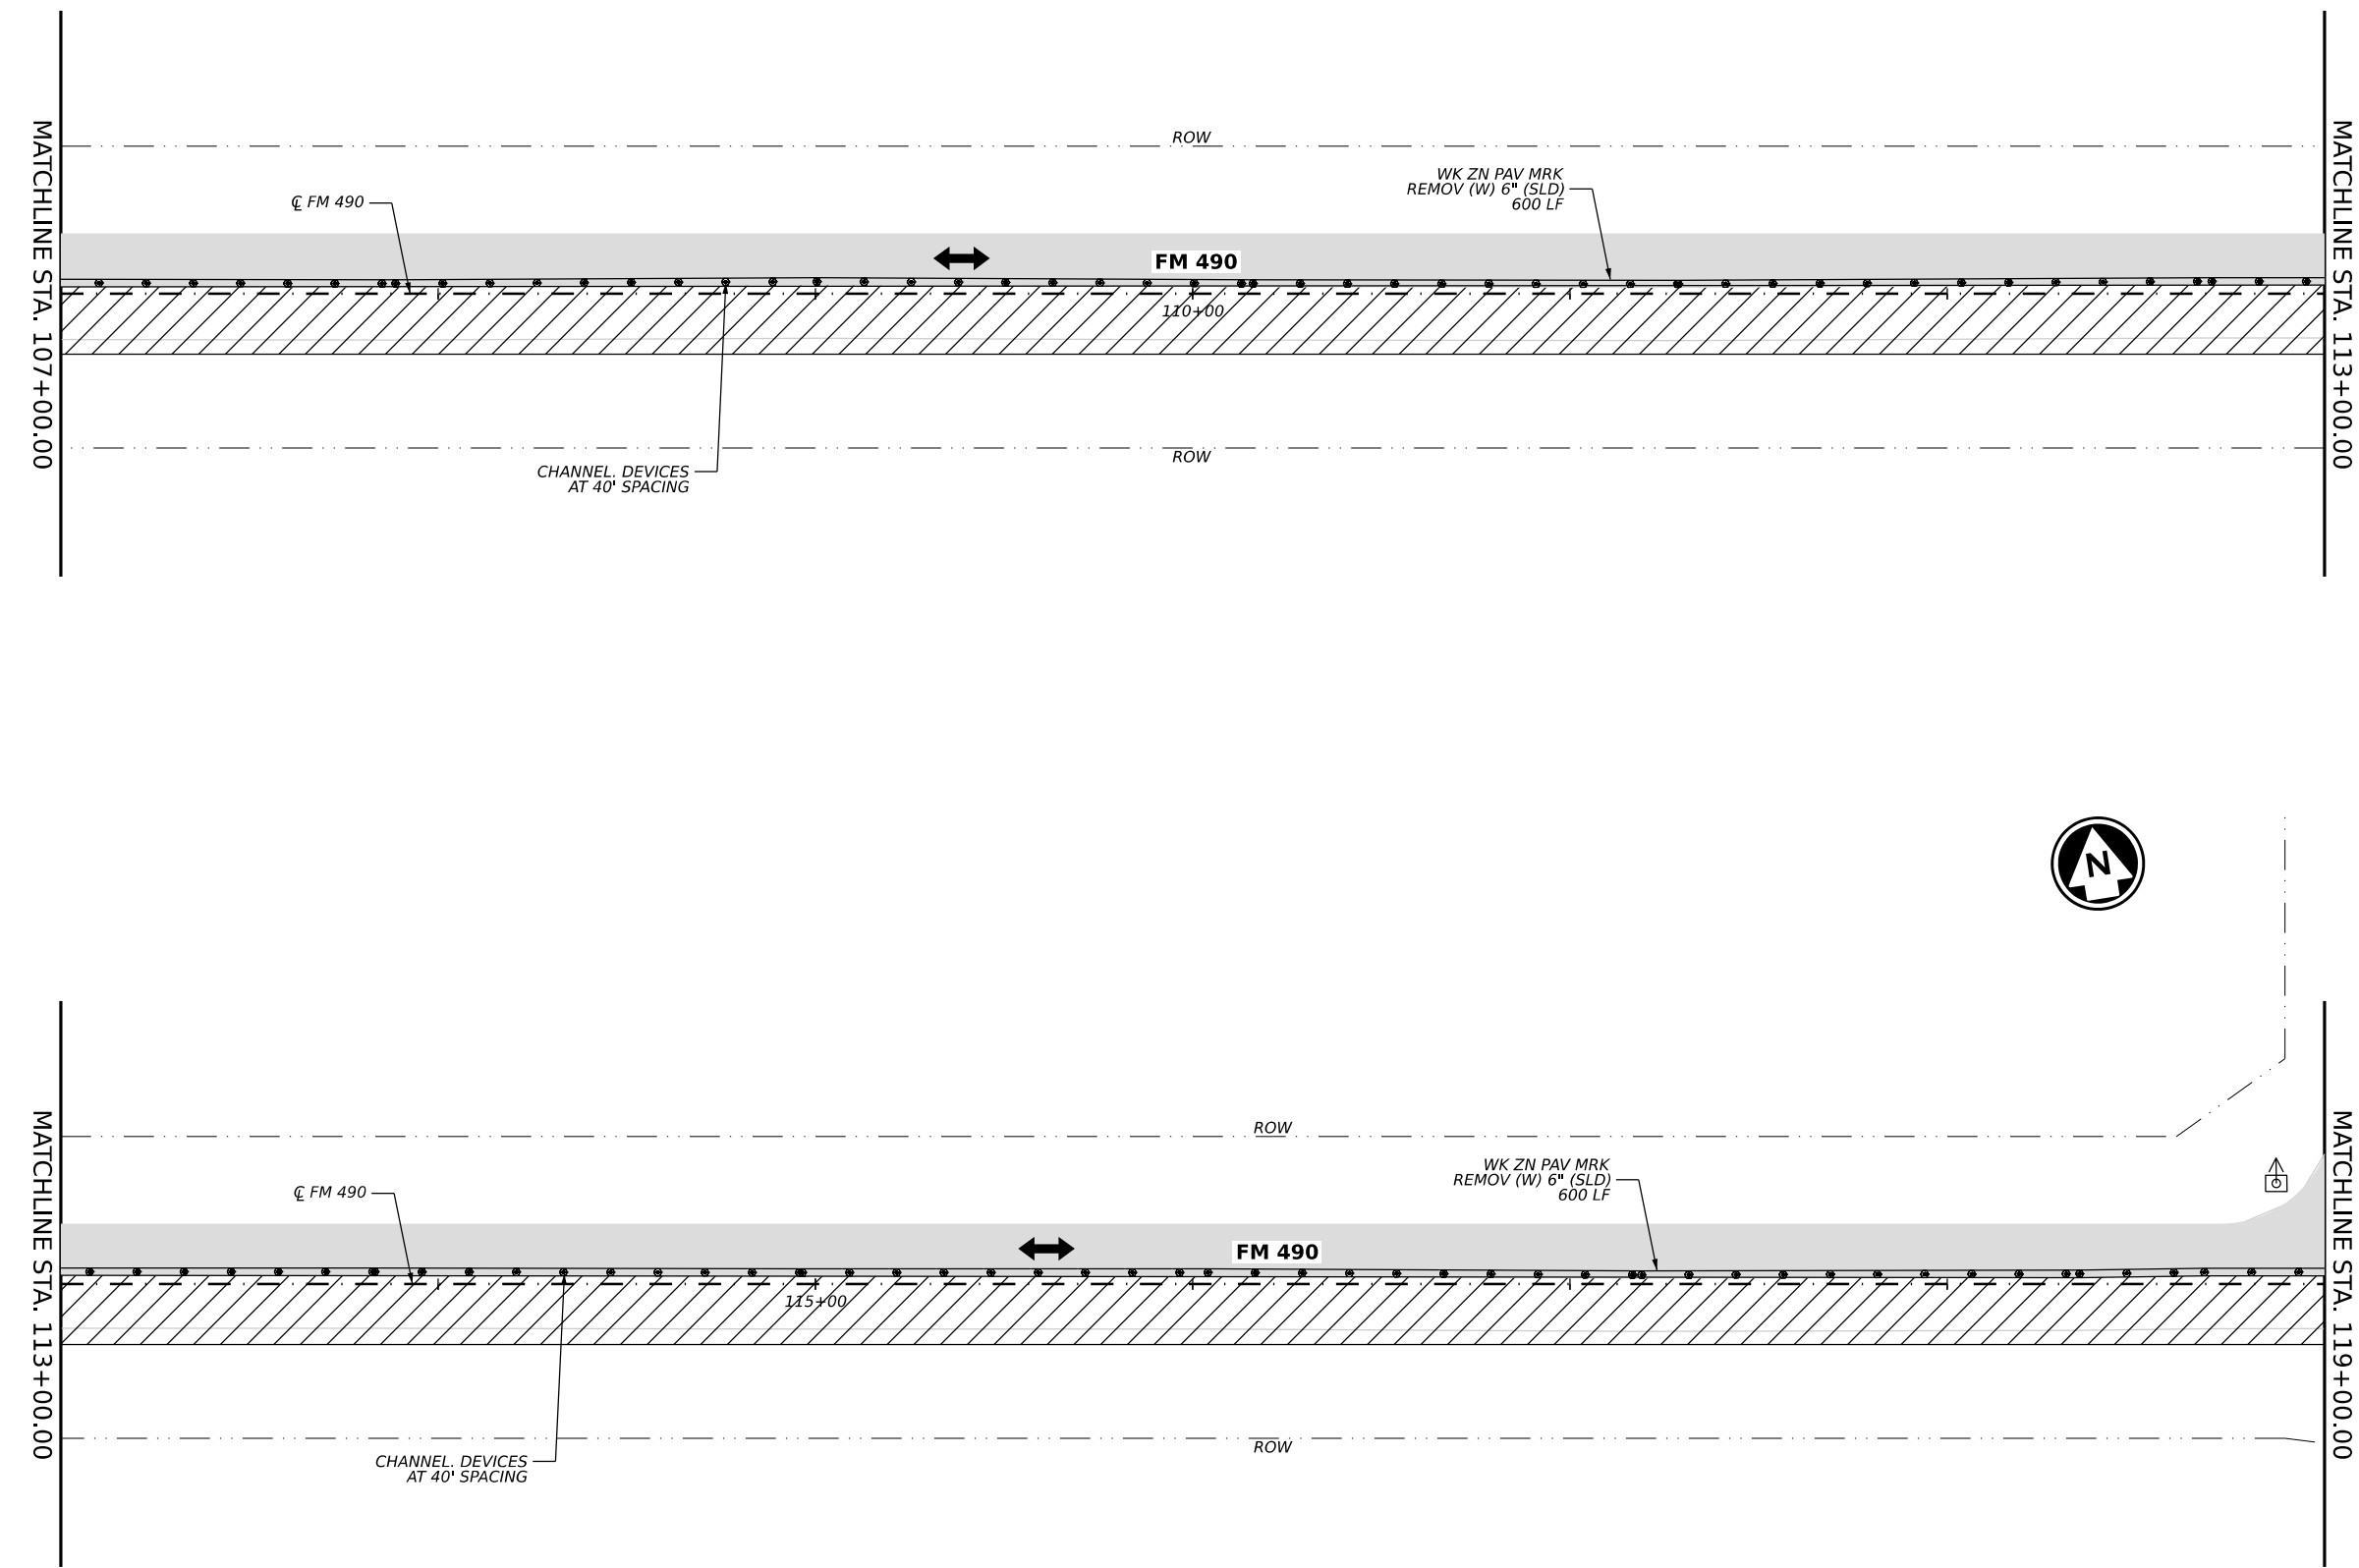 MATCHLINE STA. 107+00.00
ROW
℄ FM 490
WK ZN PAV MRK
REMOV (W) 6" (SLD)
600 LF
FM 490
110+00
ROW
CHANNEL. DEVICES
AT 40' SPACING
MATCHLINE STA. 113+00.00
N
MATCHLINE STA. 113+00.00
ROW
℄ FM 490
WK ZN PAV MRK
REMOV (W) 6" (SLD)
600 LF
FM 490
115+00
ROW
CHANNEL. DEVICES
AT 40' SPACING
MATCHLINE STA. 119+00.00